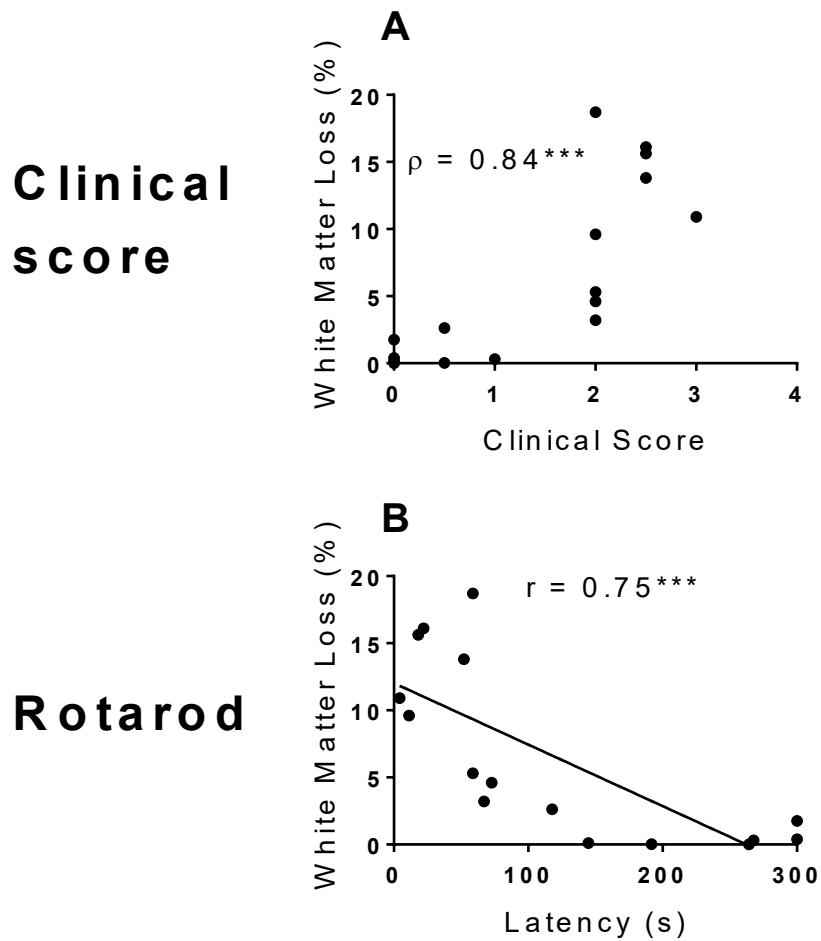 A
Clinical
score
White Matter Loss (%)
20
15
10
5
0
ρ = 0.84***
0 1 2 3 4
Clinical Score
B
Rotarod
White Matter Loss (%)
20
15
10
5
0
r = 0.75***
0 100 200 300
Latency (s)